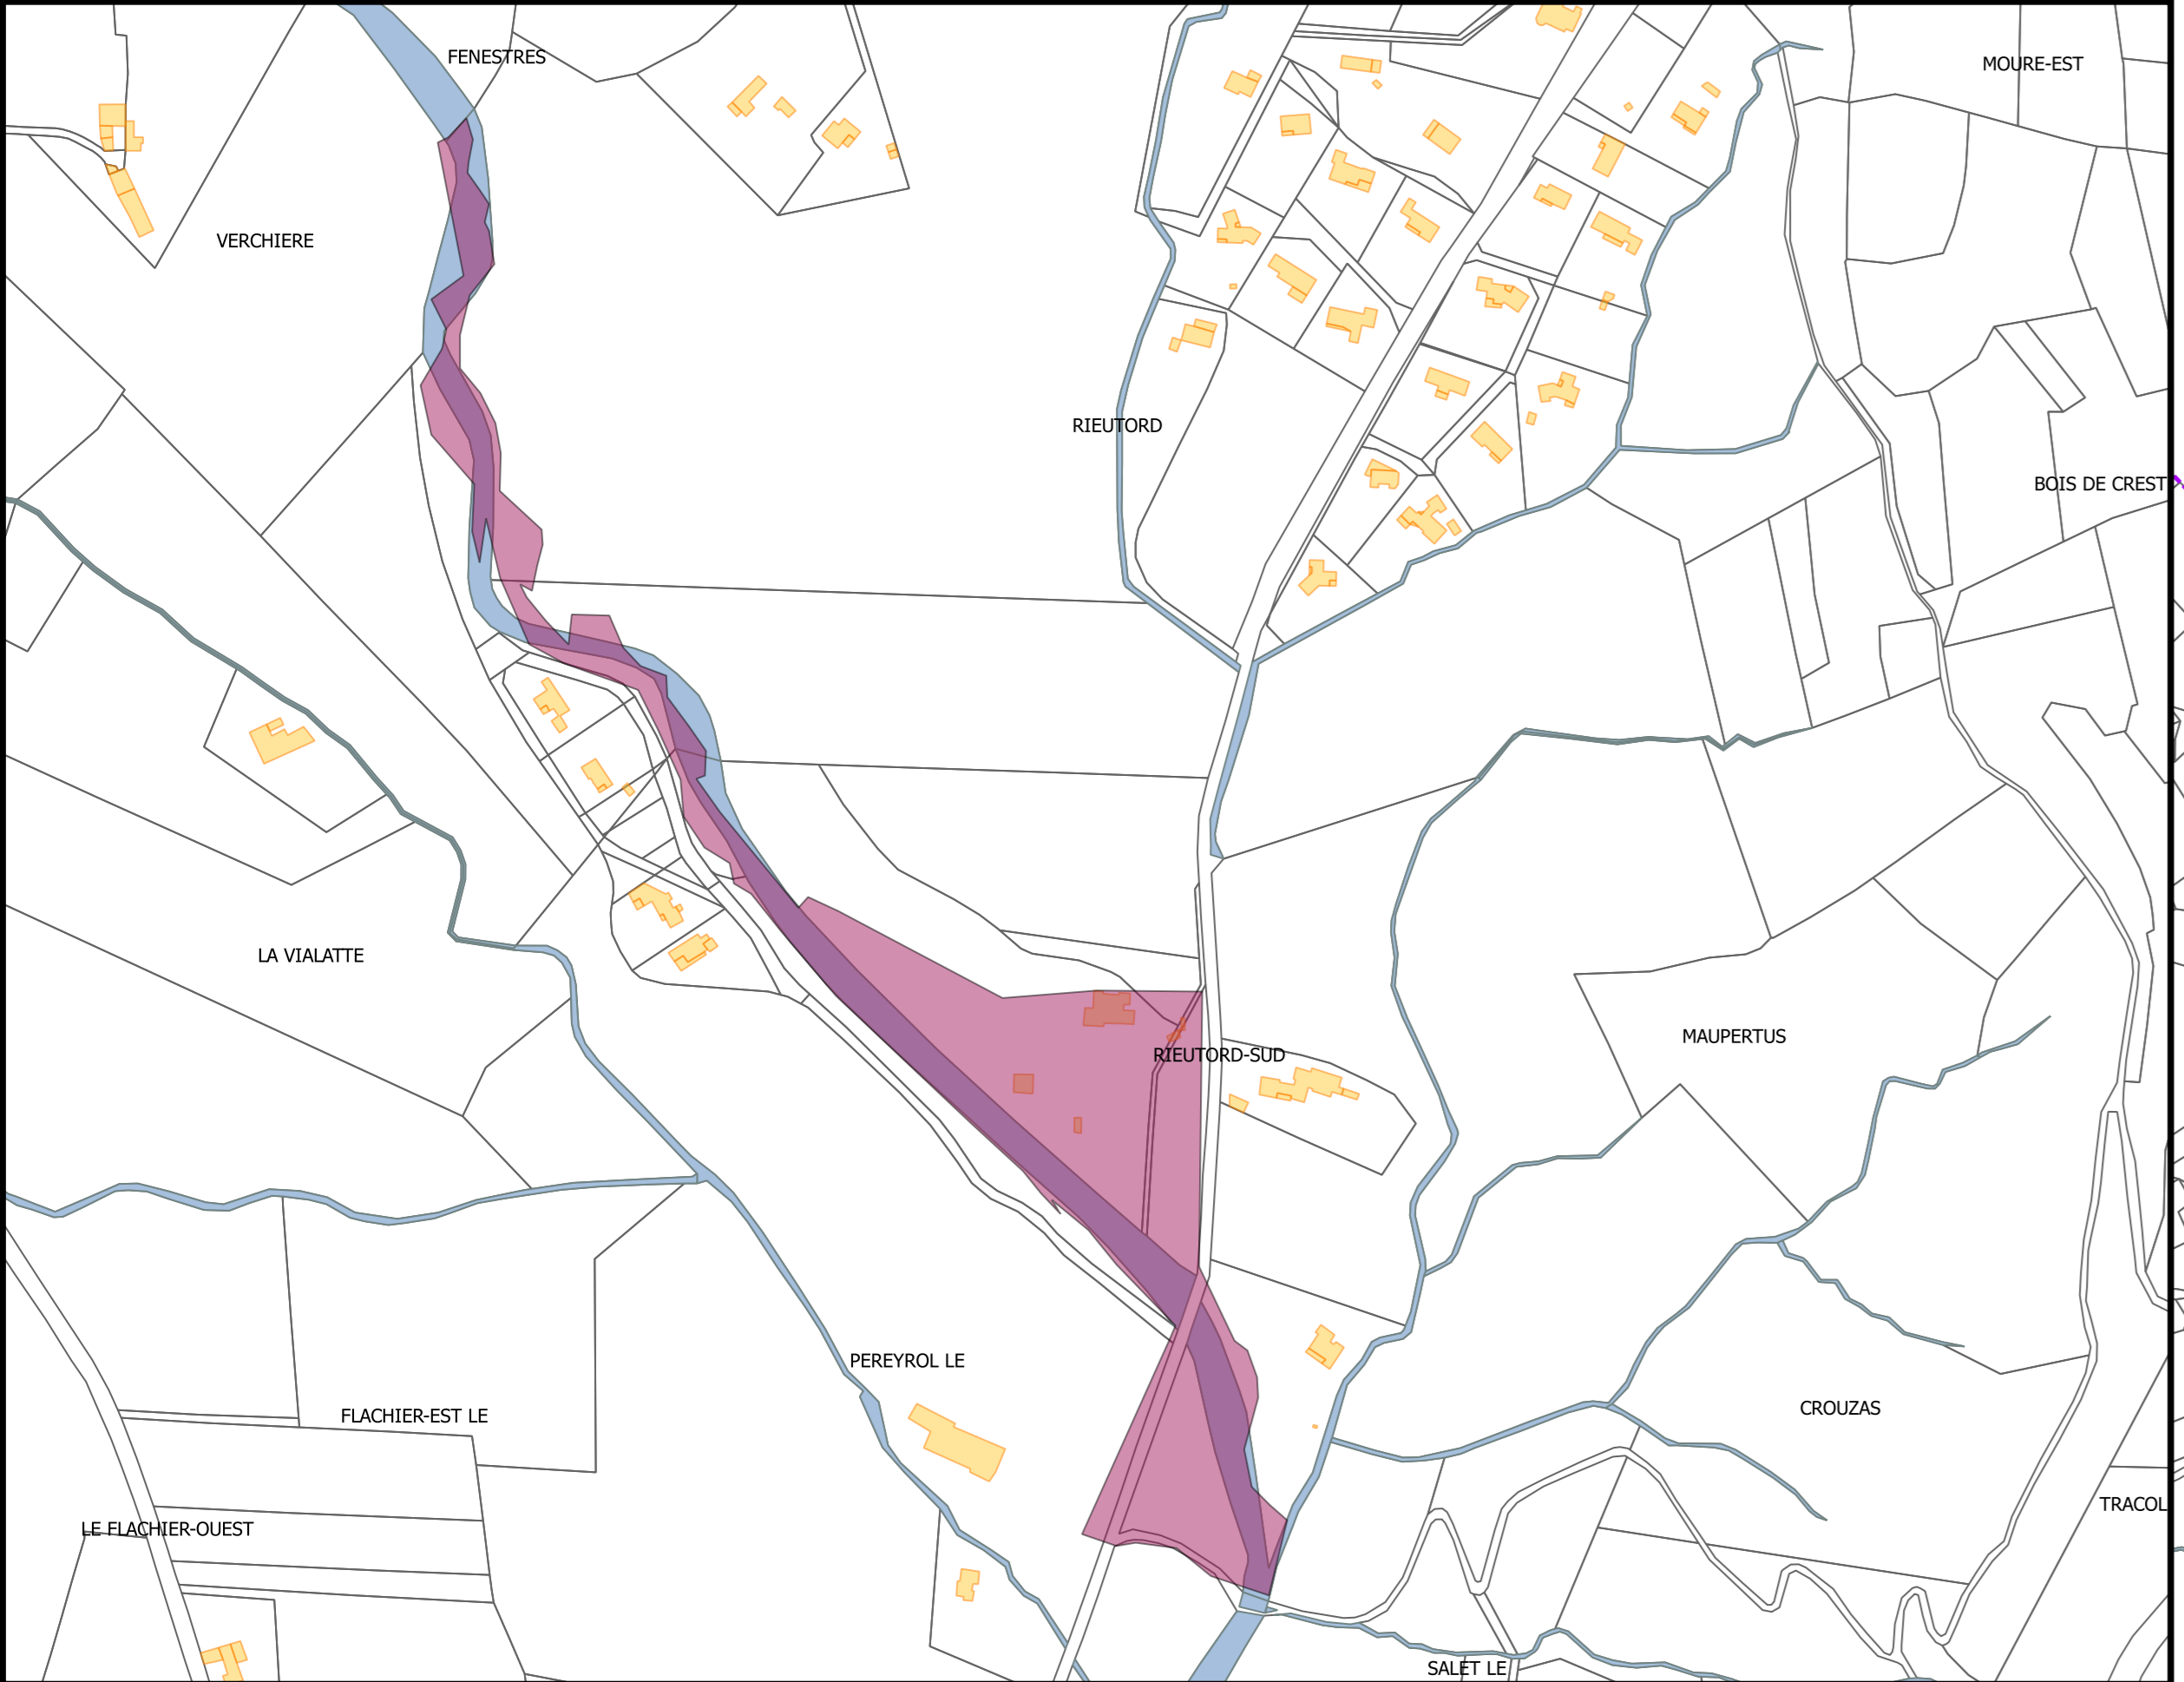 FENESTRES
MOURE-EST
VERCHIERE
RIEUTORD
BOIS DE CREST
LA VIALATTE
MAUPERTUS
RIEUTORD-SUD
PEREYROL LE
CROUZAS
FLACHIER-EST LE
TRACOL
LE FLACHIER-OUEST
SALET LE